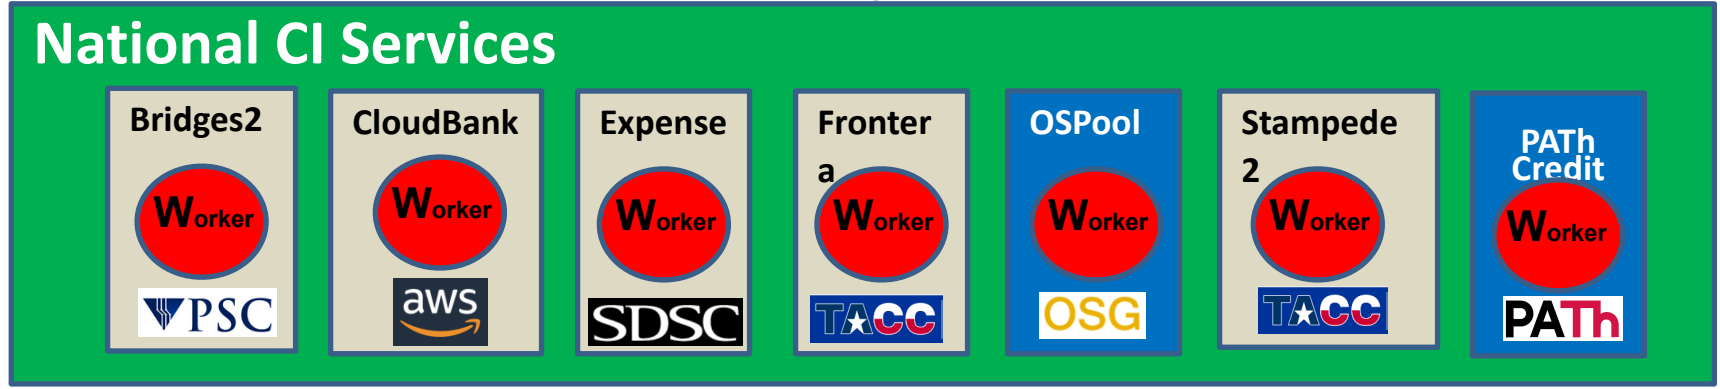 National CI Services
Bridges2
Worker
PSC
CloudBank
Worker
aws
Expense
Worker
SDSC
Fronter
a
Worker
TACC
OSPool
Worker
OSG
Stampede
2
Worker
TACC
PATh
Credit
Worker
PATh